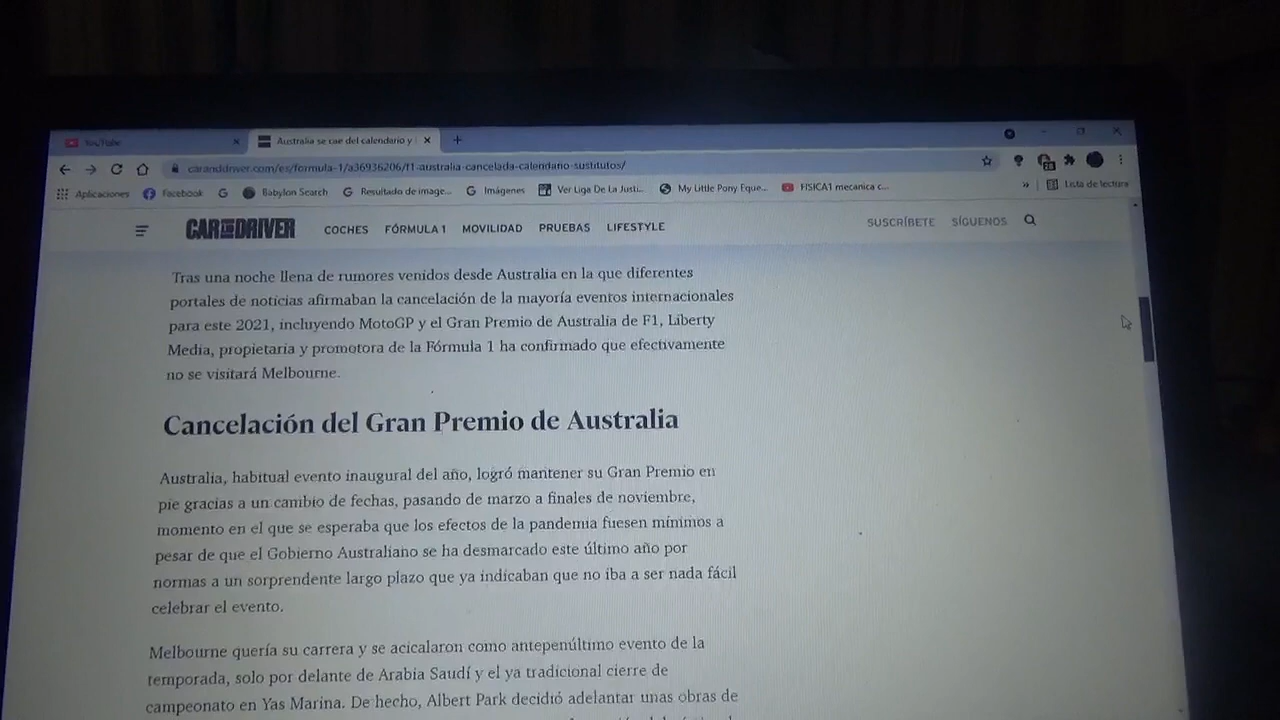 YouTube
Australia se cae del calendario y
caranddriver.com/es/formula-1/a36936206/f1-australia-cancelada-calendario-sustitutos/
Aplicaciones Facebook Babylon Search Resultado de image... Imágenes Ver Liga De La Justi... My Little Pony Eque... FISICA1 mecanica c... » Lista de lectura
CAR AND DRIVER COCHES FÓRMULA 1 MOVILIDAD PRUEBAS LIFESTYLE SUSCRÍBETE SÍGUENOS
Tras una noche llena de rumores venidos desde Australia en la que diferentes
portales de noticias afirmaban la cancelación de la mayoría eventos internacionales
para este 2021, incluyendo MotoGP y el Gran Premio de Australia de F1, Liberty
Media, propietaria y promotora de la Fórmula 1 ha confirmado que efectivamente
no se visitará Melbourne.
Cancelación del Gran Premio de Australia
Australia, habitual evento inaugural del año, logró mantener su Gran Premio en
pie gracias a un cambio de fechas, pasando de marzo a finales de noviembre,
momento en el que se esperaba que los efectos de la pandemia fuesen mínimos a
pesar de que el Gobierno Australiano se ha desmarcado este último año por
normas a un sorprendente largo plazo que ya indicaban que no iba a ser nada fácil
celebrar el evento.
Melbourne quería su carrera y se acicalaron como antepenúltimo evento de la
temporada, solo por delante de Arabia Saudí y el ya tradicional cierre de
campeonato en Yas Marina. De hecho, Albert Park decidió adelantar unas obras de